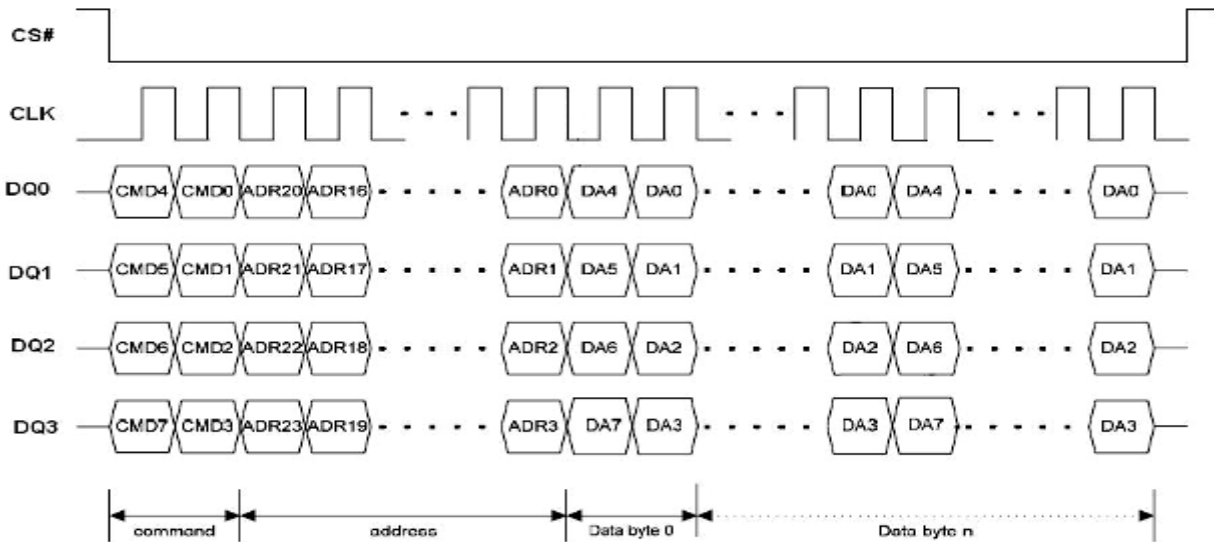 CS#
CLK
DQ0 CMD4 CMD0 ADR20 ADR16 ADR0 DA4 DA0 DA0 DA4 DA0
DQ1 CMD5 CMD1 ADR21 ADR17 ADR1 DA5 DA1 DA1 DA5 DA1
DQ2 CMD6 CMD2 ADR22 ADR18 ADR2 DA6 DA2 DA2 DA6 DA2
DQ3 CMD7 CMD3 ADR23 ADR19 ADR3 DA7 DA3 DA3 DA7 DA3
command address Data byte 0 Data byte n